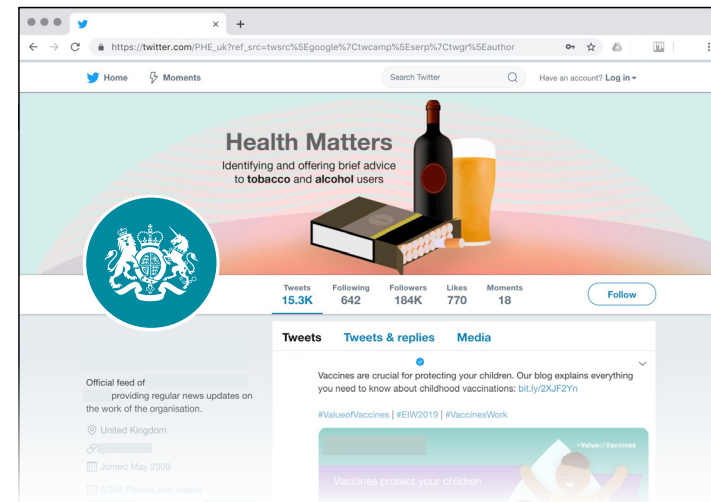 https://twitter.com/PHE_uk?ref_src=twsrc%5Egoogle%7Ctwcamp%5Eserp%7Ctwgr%5Eauthor
Home Moments Search Twitter Have an account? Log in
Health Matters
Identifying and offering brief advice
to tobacco and alcohol users
Tweets Following Followers Likes Moments
15.3K 642 184K 770 18 Follow
Tweets Tweets & replies Media
Vaccines are crucial for protecting your children. Our blog explains everything
you need to know about childhood vaccinations: bit.ly/2XJF2Yn
#ValueofVaccines | #EIW2019 | #VaccinesWork
#ValueofVaccines
Vaccines protect your children
Official feed of
providing regular news updates on
the work of the organisation.
United Kingdom
Joined May 2009
3,964 Photos and videos